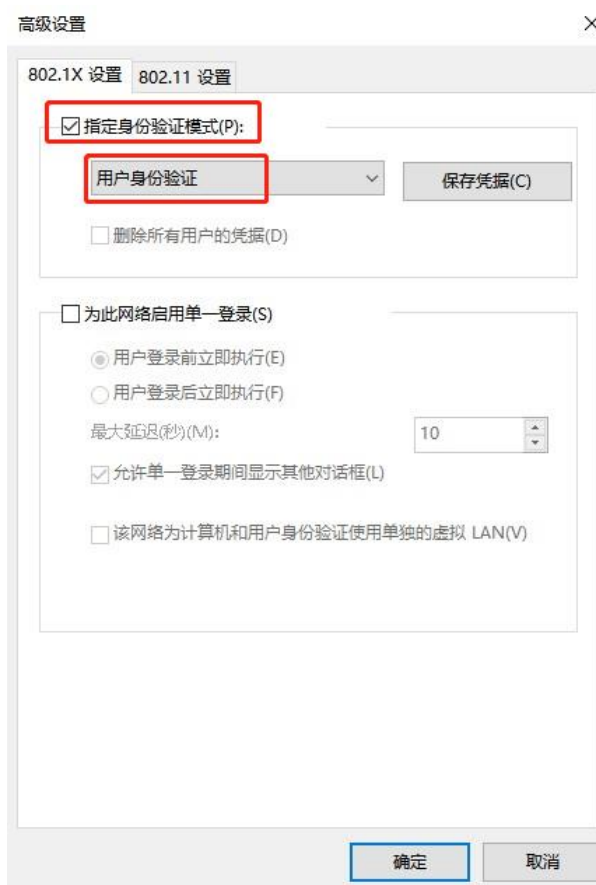 高级设置
802.1X 设置 802.11 设置
指定身份验证模式(P):
用户身份验证 保存凭据(C)
删除所有用户的凭据(D)
为此网络启用单一登录(S)
用户登录前立即执行(E)
用户登录后立即执行(F)
最大延迟(秒)(M): 10
允许单一登录期间显示其他对话框(L)
该网络为计算机和用户身份验证使用单独的虚拟 LAN(V)
确定 取消